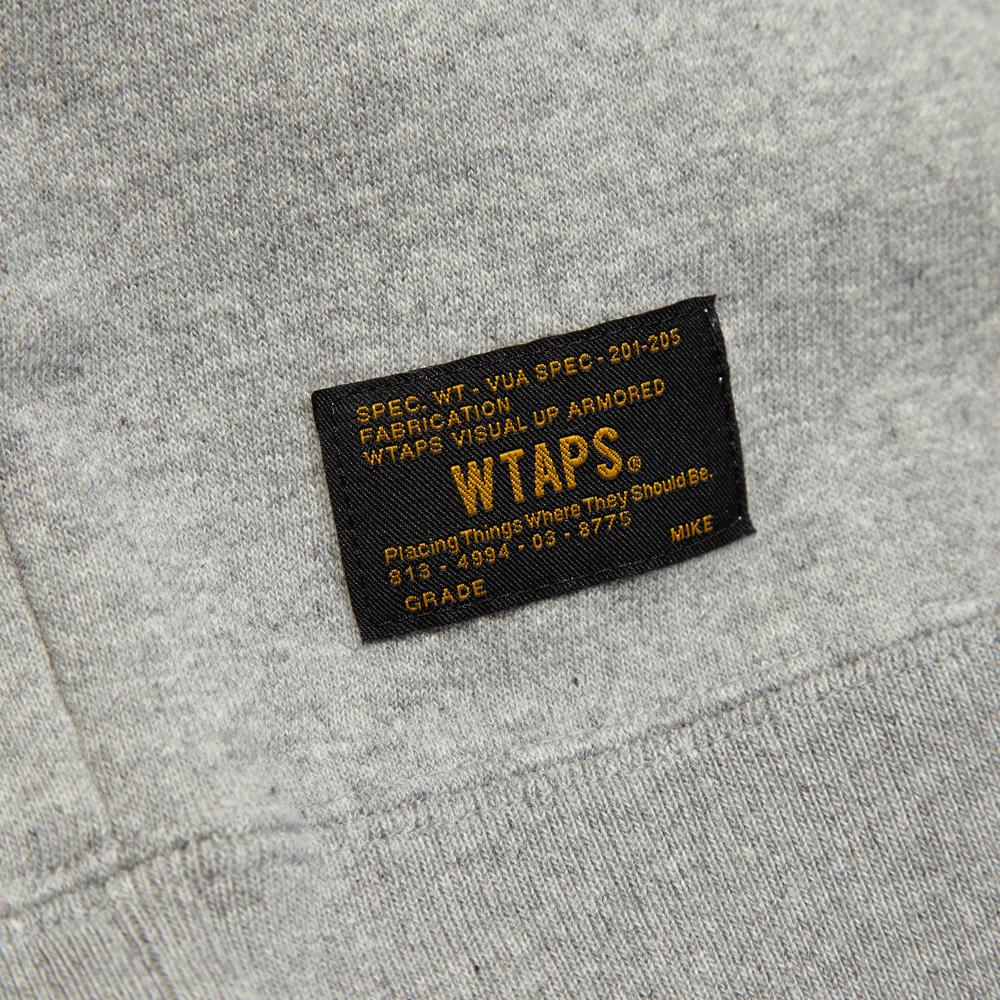 SPEC. WT - VUA SPEC - 201-205
FABRICATION
WTAPS VISUAL UP ARMORED
WTAPS®
Placing Things Where They Should Be.
813 - 4994 - 03 - 8775
MIKE
GRADE